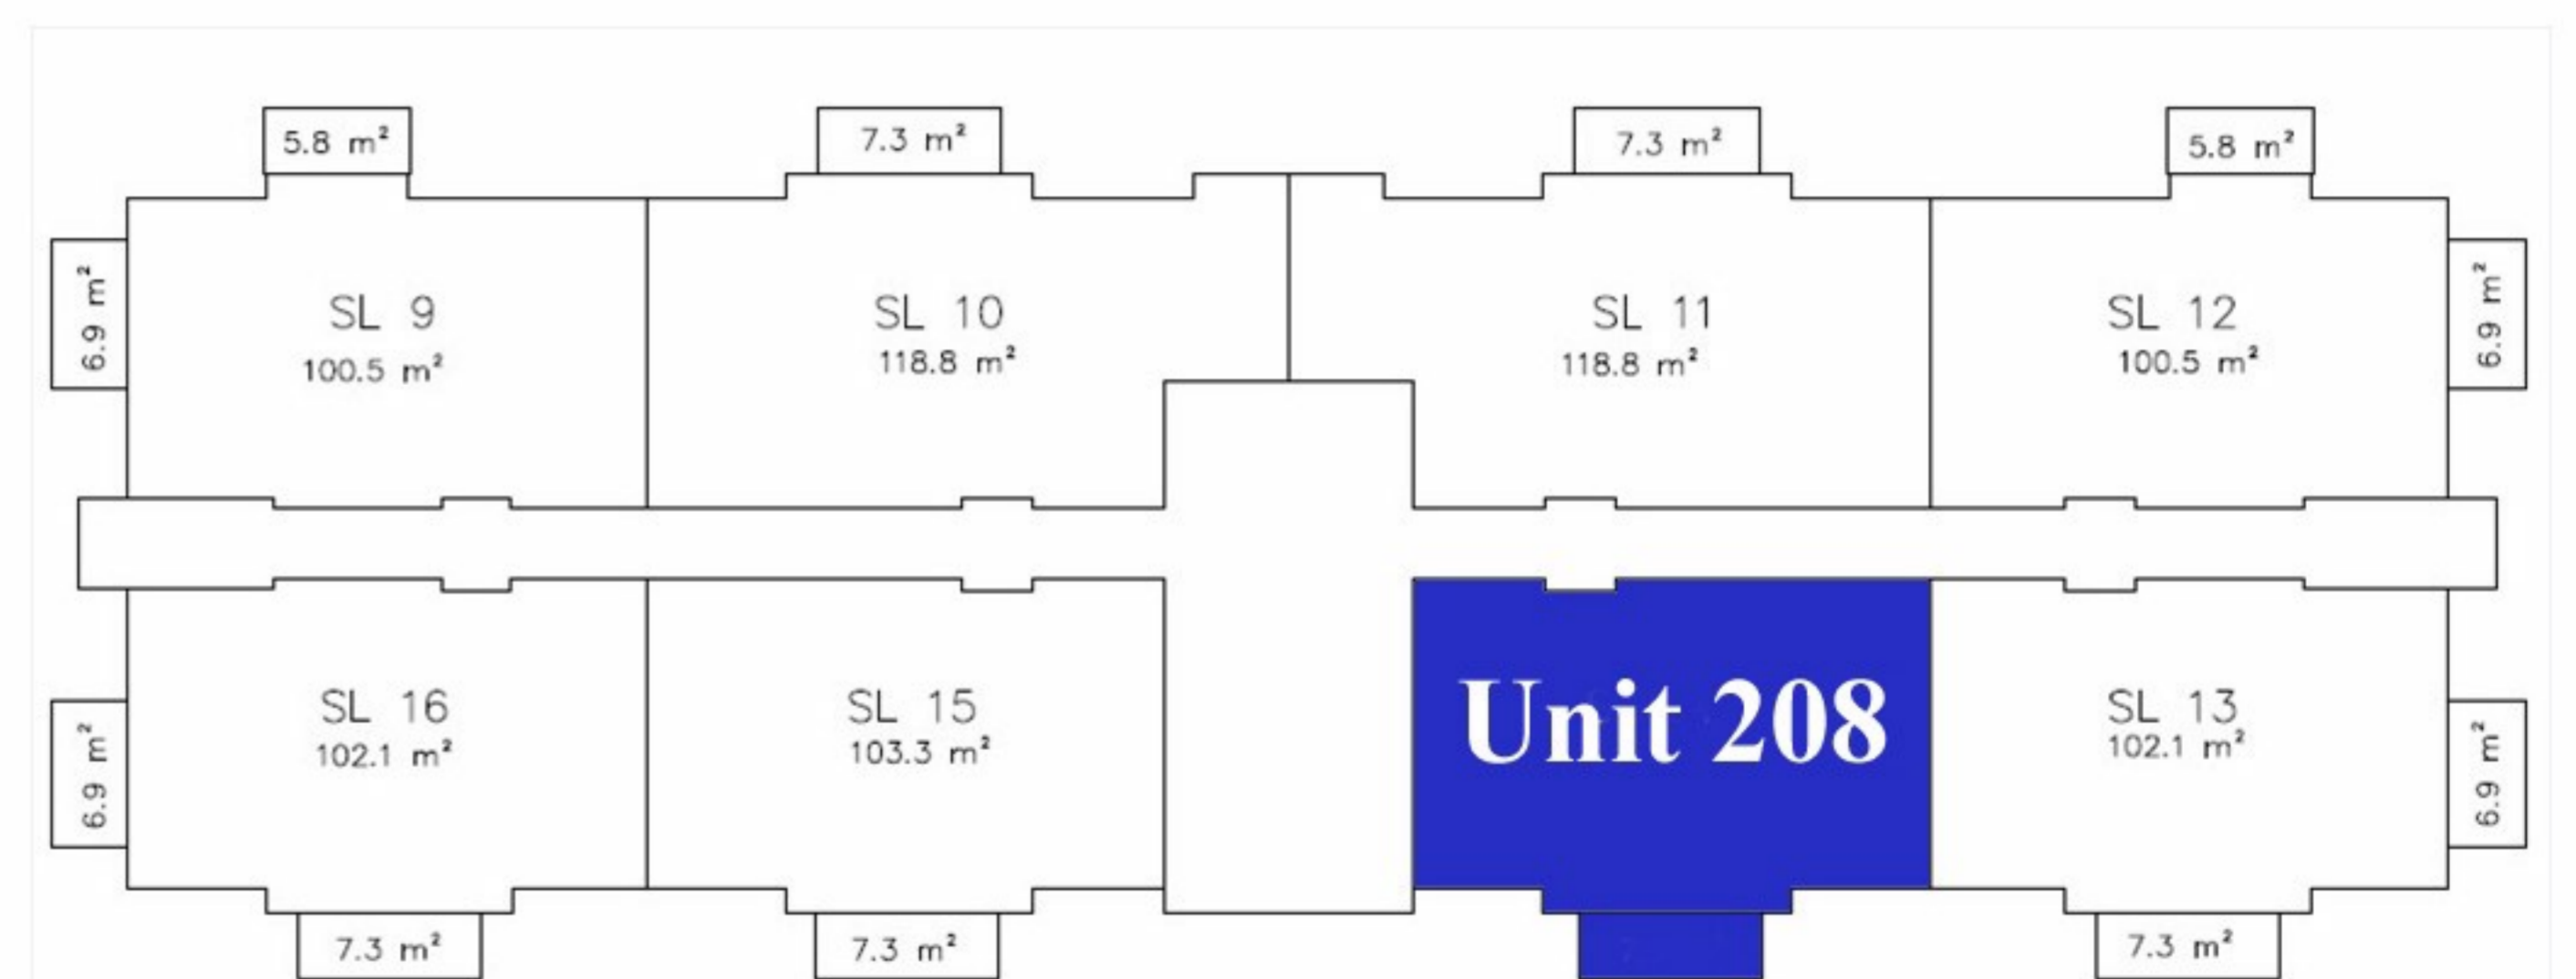 5.8 m²
7.3 m²
7.3 m²
5.8 m²
6.9 m²
SL 9
100.5 m²
SL 10
118.8 m²
SL 11
118.8 m²
SL 12
100.5 m²
6.9 m²
6.9 m²
SL 16
102.1 m²
SL 15
103.3 m²
Unit 208
SL 13
102.1 m²
6.9 m²
7.3 m²
7.3 m²
7.3 m²